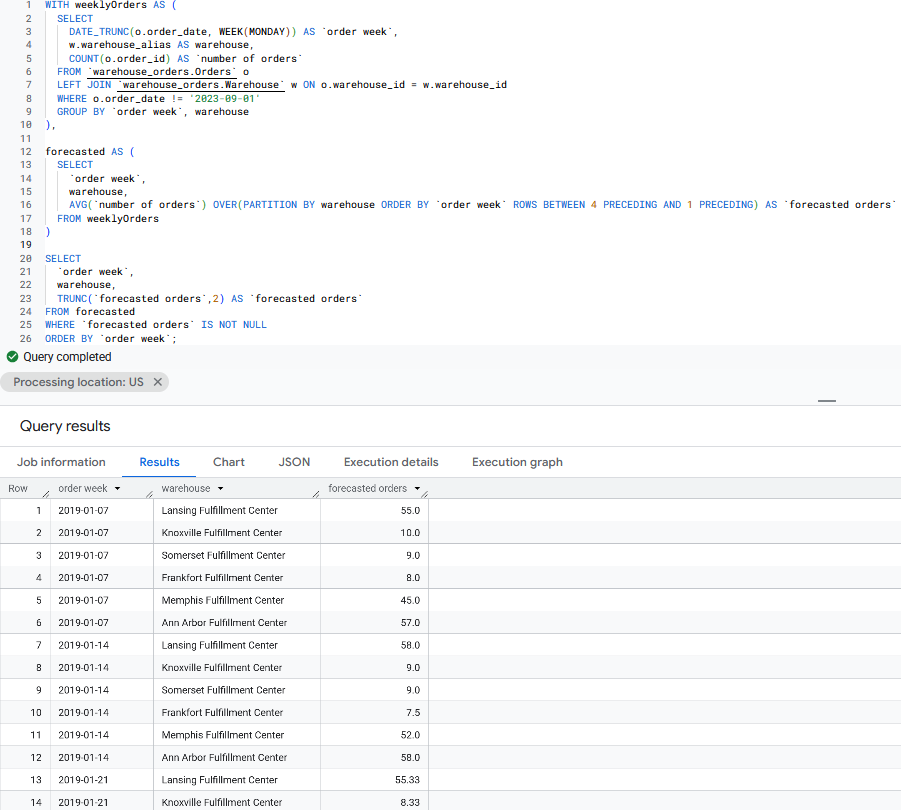 1 WITH weeklyOrders AS (
2 SELECT
3 DATE_TRUNC(o.order_date, WEEK(MONDAY)) AS `order week`,
4 w.warehouse_alias AS warehouse,
5 COUNT(o.order_id) AS `number of orders`
6 FROM `warehouse_orders.Orders` o
7 LEFT JOIN `warehouse_orders.Warehouse` w ON o.warehouse_id = w.warehouse_id
8 WHERE o.order_date != '2023-09-01'
9 GROUP BY `order week`, warehouse
10 ),
11
12 forecasted AS (
13 SELECT
14 `order week`,
15 warehouse,
16 AVG(`number of orders`) OVER(PARTITION BY warehouse ORDER BY `order week` ROWS BETWEEN 4 PRECEDING AND 1 PRECEDING) AS `forecasted orders`
17 FROM weeklyOrders
18 )
19
20 SELECT
21 `order week`,
22 warehouse,
23 TRUNC(`forecasted orders`,2) AS `forecasted orders`
24 FROM forecasted
25 WHERE `forecasted orders` IS NOT NULL
26 ORDER BY `order week`;
Query completed
Processing location: US
Query results
Job information Results Chart JSON Execution details Execution graph
Row order week warehouse forecasted orders
1 2019-01-07 Lansing Fulfillment Center 55.0
2 2019-01-07 Knoxville Fulfillment Center 10.0
3 2019-01-07 Somerset Fulfillment Center 9.0
4 2019-01-07 Frankfort Fulfillment Center 8.0
5 2019-01-07 Memphis Fulfillment Center 45.0
6 2019-01-07 Ann Arbor Fulfillment Center 57.0
7 2019-01-14 Lansing Fulfillment Center 58.0
8 2019-01-14 Knoxville Fulfillment Center 9.0
9 2019-01-14 Somerset Fulfillment Center 9.0
10 2019-01-14 Frankfort Fulfillment Center 7.5
11 2019-01-14 Memphis Fulfillment Center 52.0
12 2019-01-14 Ann Arbor Fulfillment Center 58.0
13 2019-01-21 Lansing Fulfillment Center 55.33
14 2019-01-21 Knoxville Fulfillment Center 8.33